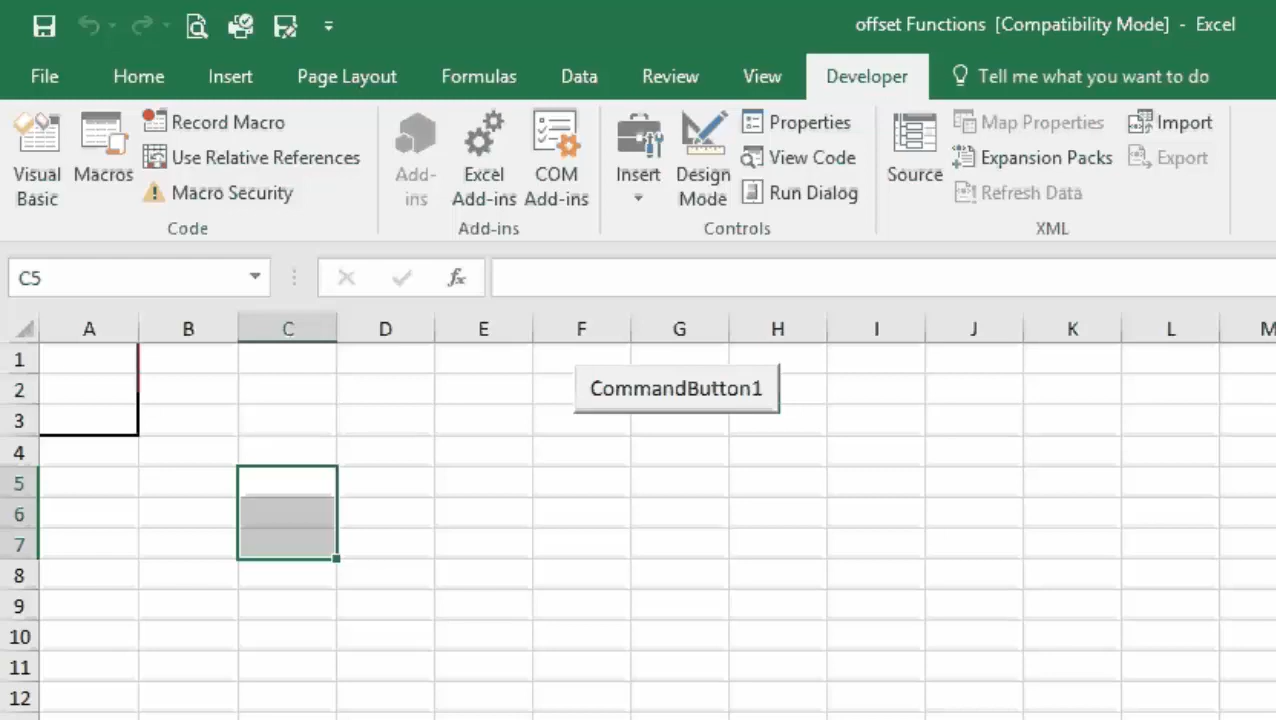 offset Functions [Compatibility Mode] - Excel
File Home Insert Page Layout Formulas Data Review View Developer Tell me what you want to do
Record Macro Properties Map Properties Import
Use Relative References View Code Expansion Packs Export
Visual Basic Macros Add-ins Excel Add-ins COM Add-ins Insert Design Mode Source
Macro Security Run Dialog Refresh Data
Code Add-ins Controls XML
C5 fx
A B C D E F G H I J K L M
1
CommandButton1
2
3
4
5
6
7
8
9
10
11
12